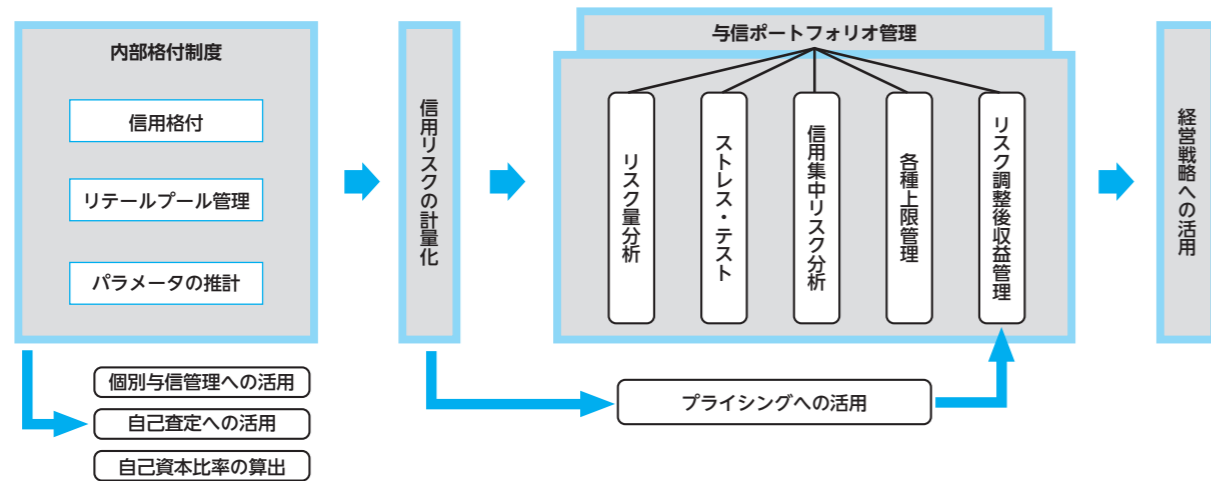 内部格付制度
信用格付
リテールプール管理
パラメータの推計
個別与信管理への活用
自己査定への活用
自己資本比率の算出
信用リスクの計量化
与信ポートフォリオ管理
リスク量分析
ストレス・テスト
信用集中リスク分析
各種上限管理
リスク調整後収益管理
プライシングへの活用
経営戦略への活用